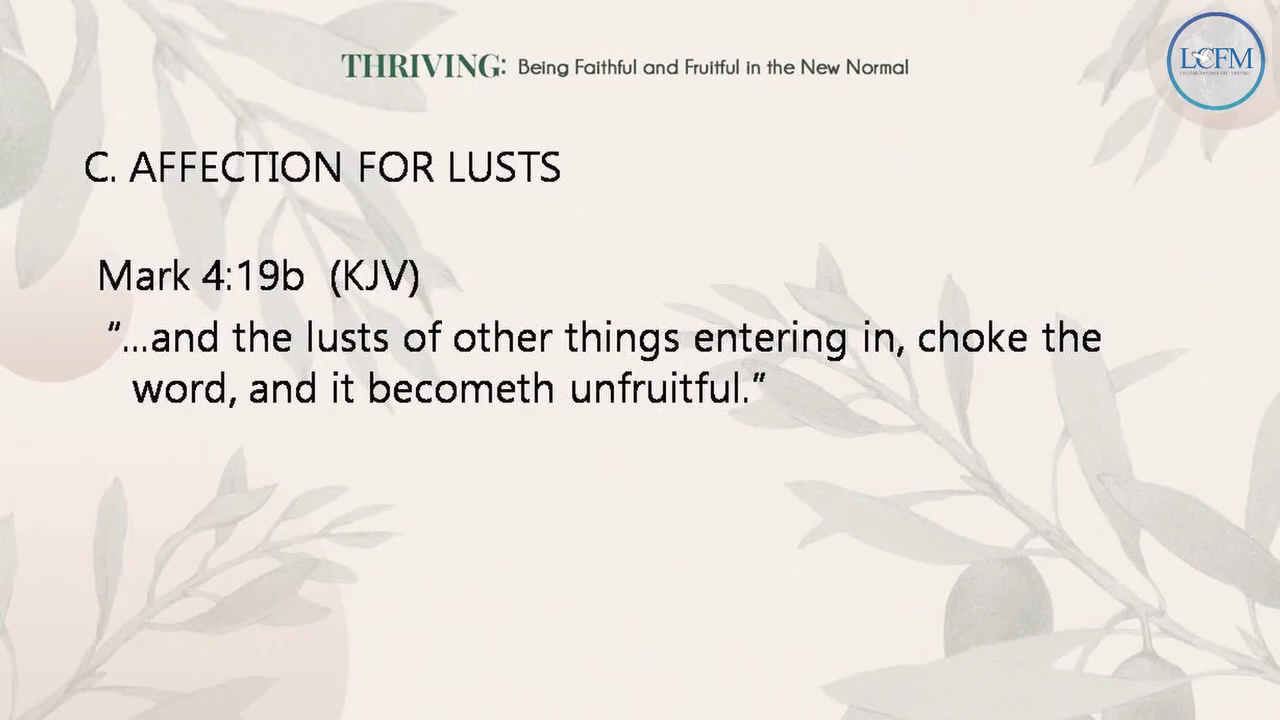 THRIVING: Being Faithful and Fruitful in the New Normal
LCFM
C. AFFECTION FOR LUSTS
Mark 4:19b (KJV)
“...and the lusts of other things entering in, choke the
word, and it becometh unfruitful.”